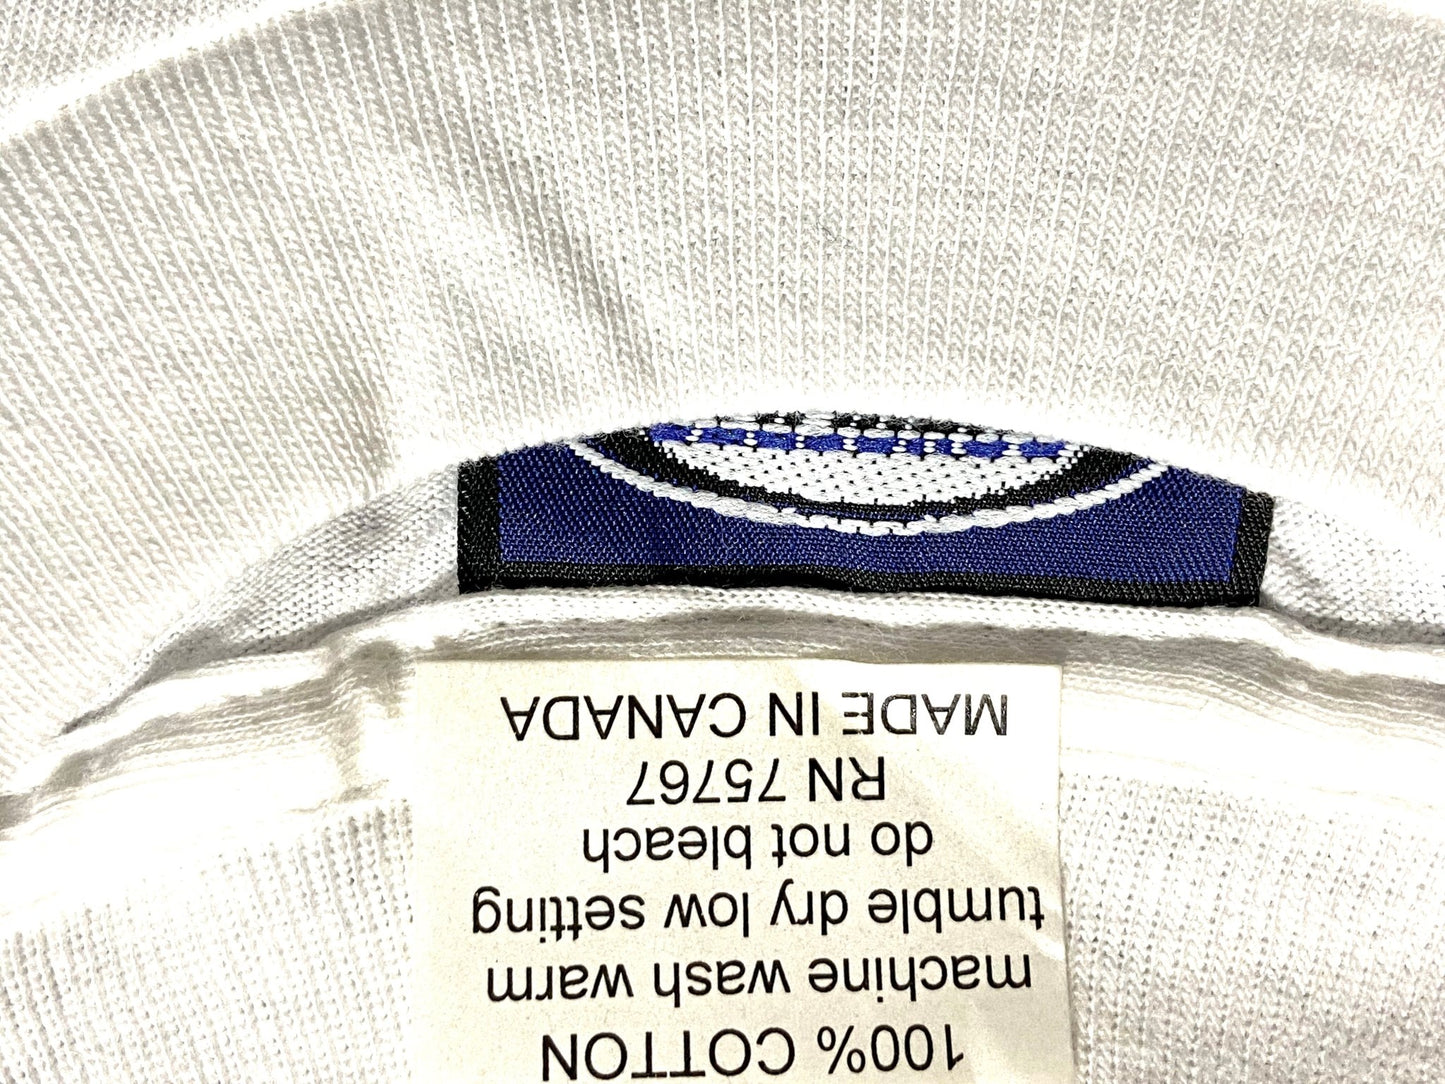 100% COTTON
machine wash warm
tumble dry low setting
do not bleach
RN 75767
MADE IN CANADA